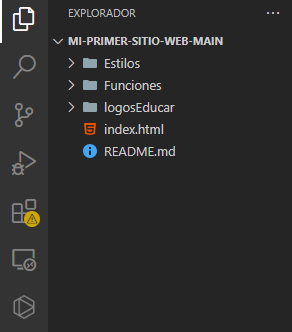 EXPLORADOR
MI-PRIMER-SITIO-WEB-MAIN
Estilos
Funciones
logosEducar
index.html
README.md